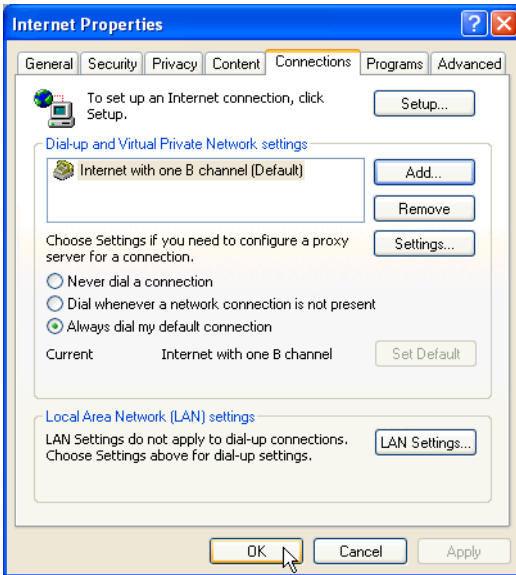 Internet Properties
?
X
General Security Privacy Content Connections Programs Advanced
To set up an Internet connection, click
Setup.
Setup...
Dial-up and Virtual Private Network settings
Internet with one B channel (Default)
Add...
Remove
Choose Settings if you need to configure a proxy
server for a connection.
Settings...
Never dial a connection
Dial whenever a network connection is not present
Always dial my default connection
Current Internet with one B channel
Set Default
Local Area Network (LAN) settings
LAN Settings do not apply to dial-up connections.
Choose Settings above for dial-up settings.
LAN Settings...
OK Cancel Apply